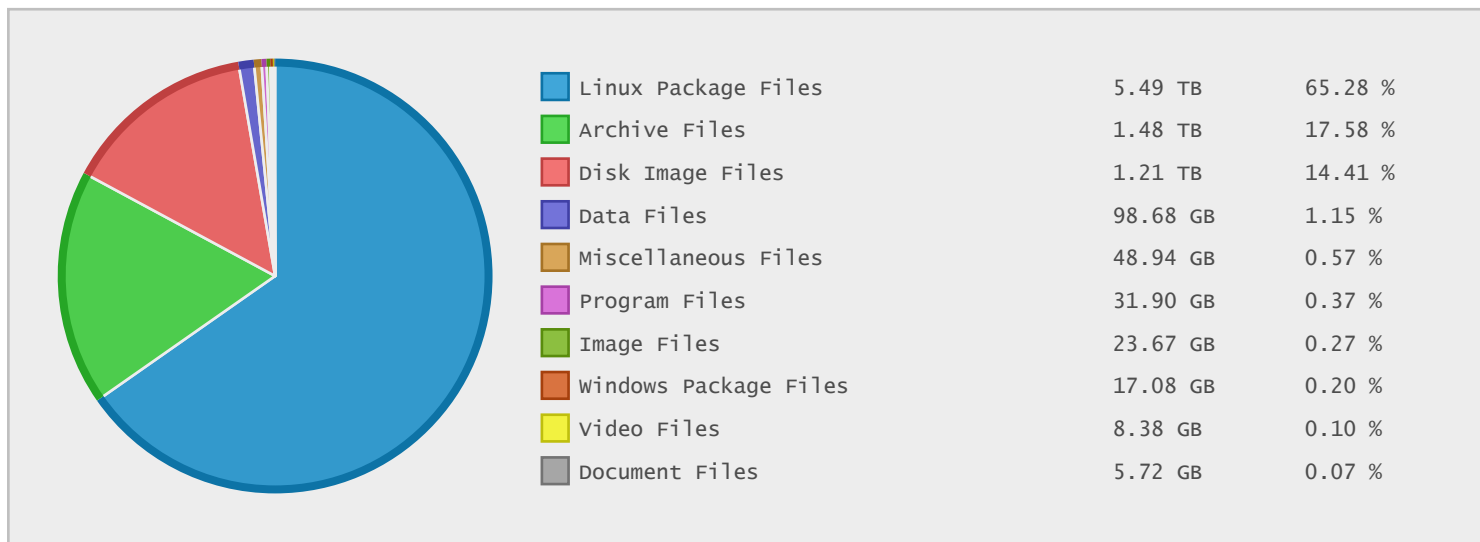 Linux Package Files 5.49 TB 65.28 %
Archive Files 1.48 TB 17.58 %
Disk Image Files 1.21 TB 14.41 %
Data Files 98.68 GB 1.15 %
Miscellaneous Files 48.94 GB 0.57 %
Program Files 31.90 GB 0.37 %
Image Files 23.67 GB 0.27 %
Windows Package Files 17.08 GB 0.20 %
Video Files 8.38 GB 0.10 %
Document Files 5.72 GB 0.07 %